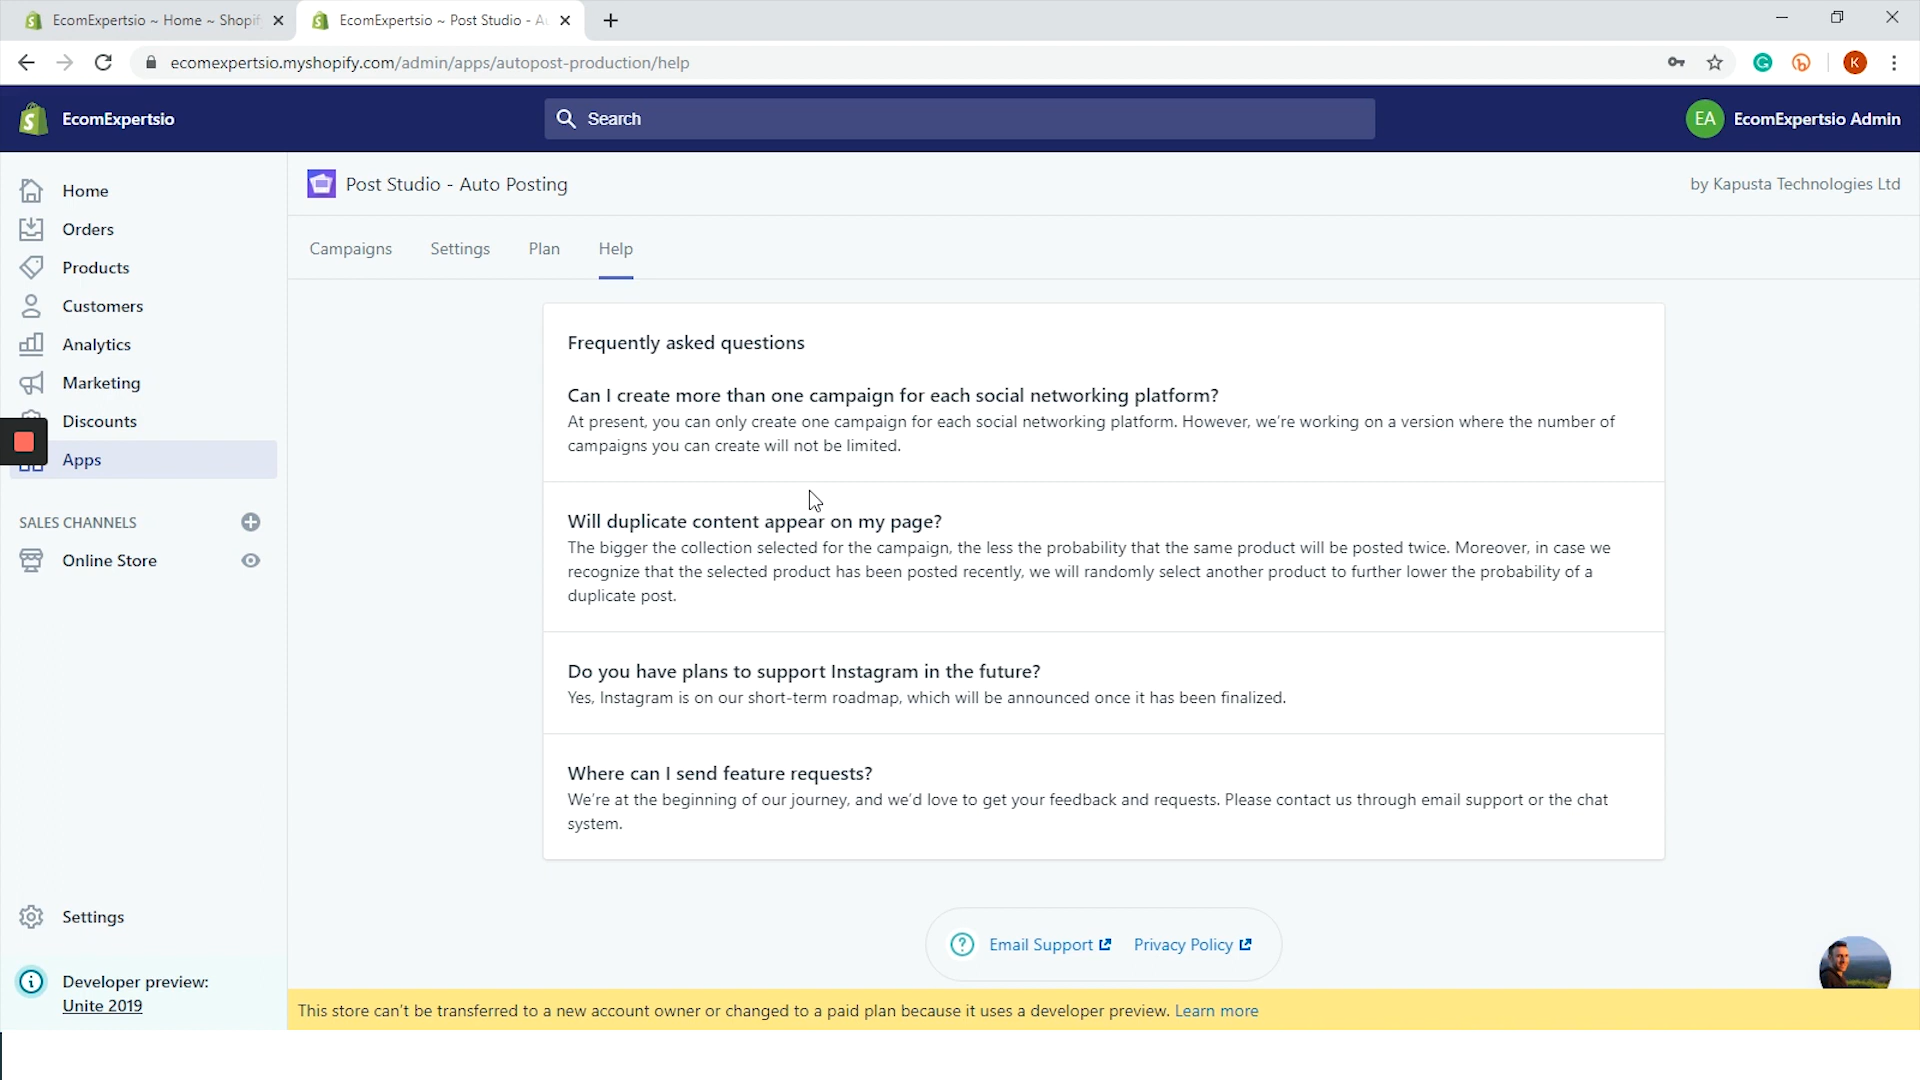 EcomExpertsio ~ Home ~ Shopif
EcomExpertsio ~ Post Studio - Au
ecomexpertsio.myshopify.com/admin/apps/autopost-production/help
K
EcomExpertsio
Search
EA
EcomExpertsio Admin
Home
Orders
Products
Customers
Analytics
Marketing
Discounts
Apps
SALES CHANNELS
Online Store
Settings
Developer preview:
Unite 2019
Post Studio - Auto Posting
by Kapusta Technologies Ltd
Campaigns
Settings
Plan
Help
Frequently asked questions
Can I create more than one campaign for each social networking platform?
At present, you can only create one campaign for each social networking platform. However, we're working on a version where the number of
campaigns you can create will not be limited.
Will duplicate content appear on my page?
The bigger the collection selected for the campaign, the less the probability that the same product will be posted twice. Moreover, in case we
recognize that the selected product has been posted recently, we will randomly select another product to further lower the probability of a
duplicate post.
Do you have plans to support Instagram in the future?
Yes, Instagram is on our short-term roadmap, which will be announced once it has been finalized.
Where can I send feature requests?
We're at the beginning of our journey, and we'd love to get your feedback and requests. Please contact us through email support or the chat
system.
Email Support
Privacy Policy
This store can't be transferred to a new account owner or changed to a paid plan because it uses a developer preview. Learn more